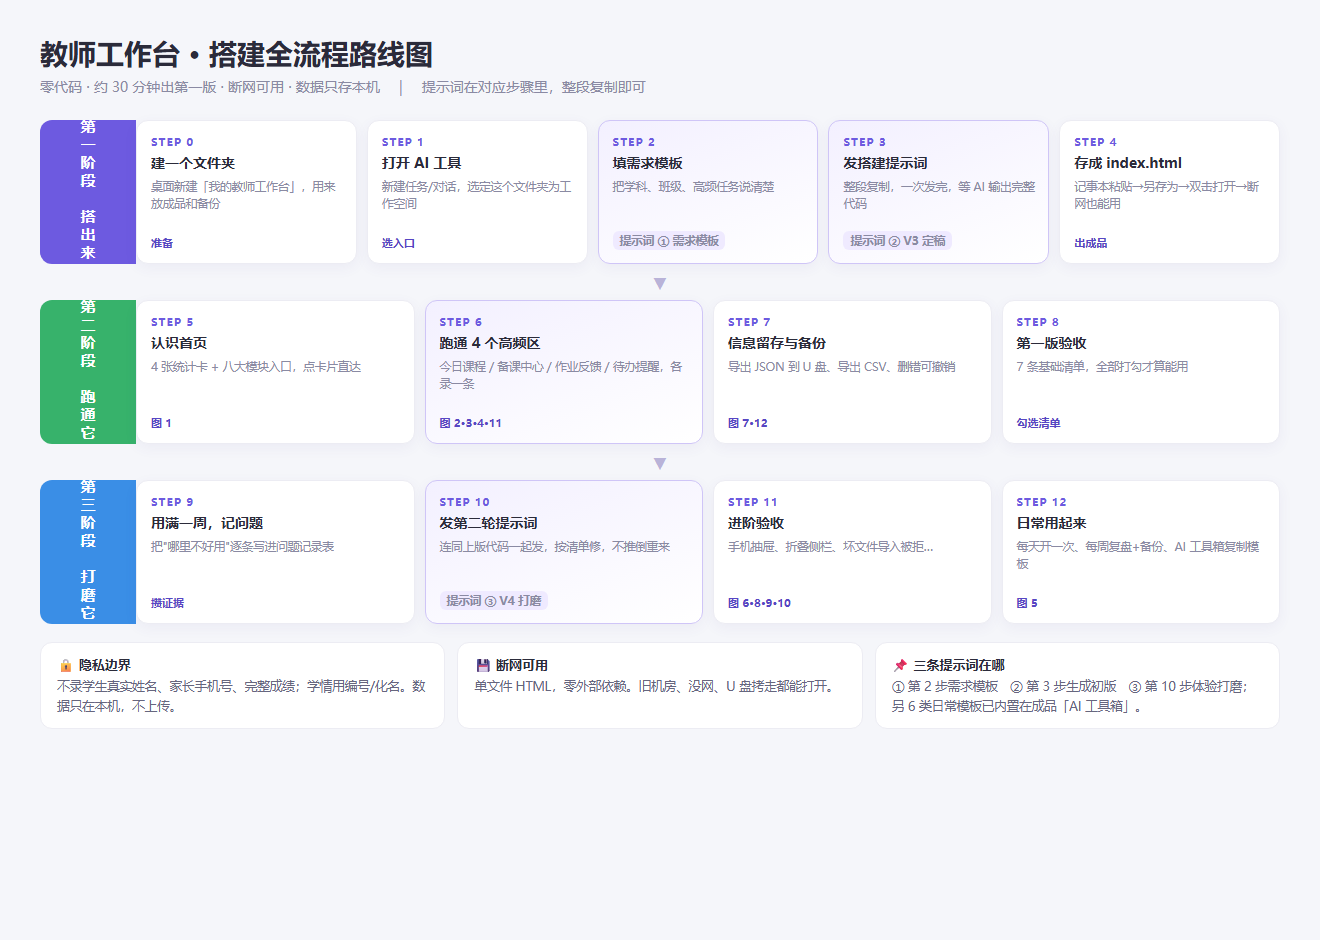 教师工作台 · 搭建全流程路线图
零代码 · 约 30 分钟出第一版 · 断网可用 · 数据只存本机 | 提示词在对应步骤里，整段复制即可
第一阶段 搭出来
STEP 0
建一个文件夹
桌面新建「我的教师工作台」，用来
放成品和备份
准备
STEP 1
打开 AI 工具
新建任务/对话，选定这个文件夹为工
作空间
选入口
STEP 2
填需求模板
把学科、班级、高频任务说清楚
提示词 ① 需求模板
STEP 3
发搭建提示词
整段复制，一次发完，等 AI 输出完整
代码
提示词 ② V3 定稿
STEP 4
存成 index.html
记事本粘贴→另存为→双击打开→断
网也能用
出成品
▼
第二阶段 跑通它
STEP 5
认识首页
4 张统计卡 + 八大模块入口，点卡片直达
图 1
STEP 6
跑通 4 个高频区
今日课程 / 备课中心 / 作业反馈 / 待办提醒，各
录一条
图 2·3·4·11
STEP 7
信息留存与备份
导出 JSON 到 U 盘、导出 CSV、删错可撤销
图 7·12
STEP 8
第一版验收
7 条基础清单，全部打勾才算能用
勾选清单
▼
第三阶段 打磨它
STEP 9
用满一周，记问题
把"哪里不好用"逐条写进问题记录表
攒证据
STEP 10
发第二轮提示词
连同上版代码一起发，按清单修，不推倒重来
提示词 ③ V4 打磨
STEP 11
进阶验收
手机抽屉、折叠侧栏、坏文件导入被拒…
图 6·8·9·10
STEP 12
日常用起来
每天开一次、每周复盘+备份、AI 工具箱复制模
板
图 5
🔒 隐私边界
不录学生真实姓名、家长手机号、完整成绩；学情用编号/化名。数
据只在本机，不上传。
💾 断网可用
单文件 HTML，零外部依赖。旧机房、没网、U 盘拷走都能打开。
📌 三条提示词在哪
① 第 2 步需求模板 ② 第 3 步生成初版 ③ 第 10 步体验打磨；
另 6 类日常模板已内置在成品「AI 工具箱」。